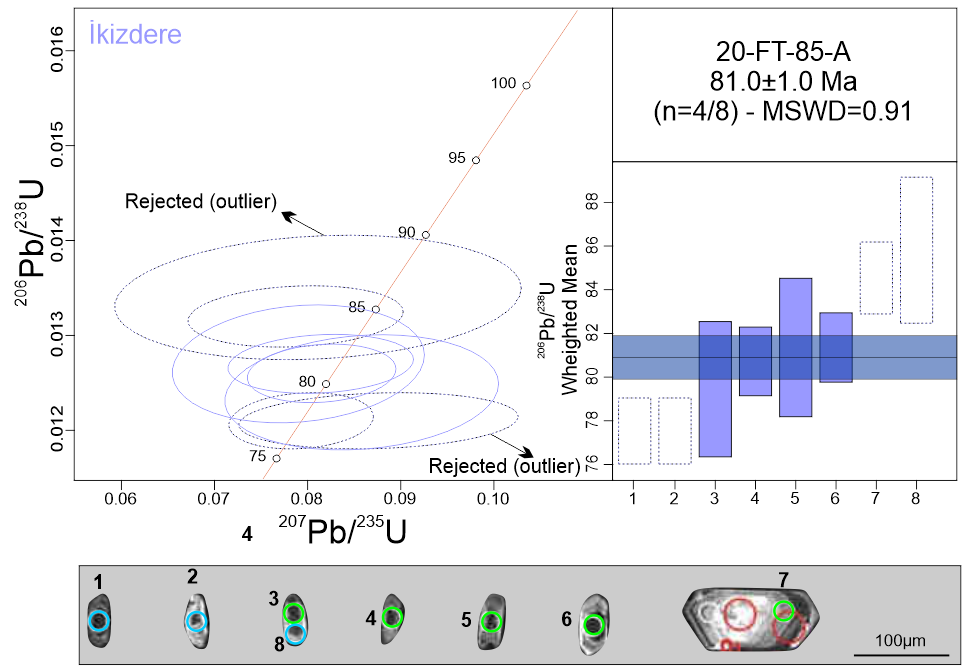 İkizdere
0.016
0.015
0.014
0.013
0.012
²⁰⁶Pb/²³⁸U
100
95
90
85
80
75
Rejected (outlier)
Rejected (outlier)
0.06 0.07 0.08 0.09 0.10
4 ²⁰⁷Pb/²³⁵U
20-FT-85-A
81.0±1.0 Ma
(n=4/8) - MSWD=0.91
²⁰⁶Pb/²³⁸U
Wheighted Mean
88
86
84
82
80
78
76
1 2 3 4 5 6 7 8
1 2 3 8 4 5 6 7
100µm